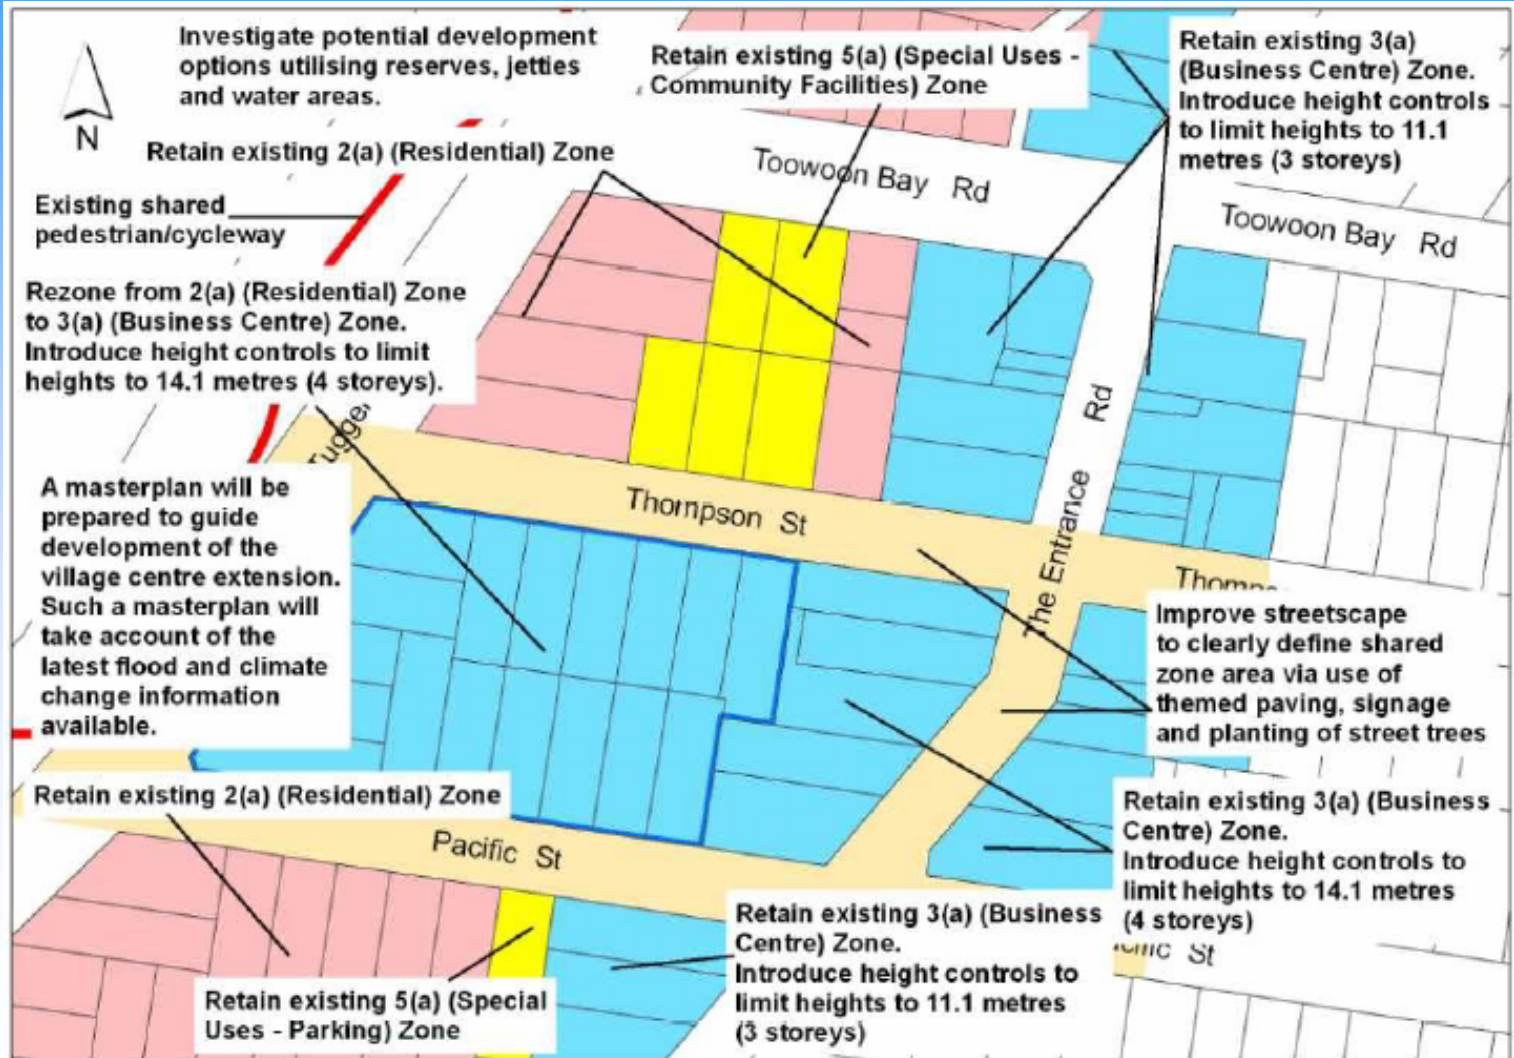 Investigate potential development
options utilising reserves, jetties
and water areas.
N
Retain existing 2(a) (Residential) Zone
Existing shared
pedestrian/cycleway
Rezone from 2(a) (Residential) Zone
to 3(a) (Business Centre) Zone.
Introduce height controls to limit
heights to 14.1 metres (4 storeys).
A masterplan will be
prepared to guide
development of the
village centre extension.
Such a masterplan will
take account of the
latest flood and climate
change information
available.
Retain existing 2(a) (Residential) Zone
Retain existing 5(a) (Special
Uses - Parking) Zone
Retain existing 5(a) (Special Uses -
Community Facilities) Zone
Retain existing 3(a)
(Business Centre) Zone.
Introduce height controls
to limit heights to 11.1
metres (3 storeys)
Toowoon Bay Rd
Toowoon Bay Rd
Thompson St
The Entrance Rd
Improve streetscape
to clearly define shared
zone area via use of
themed paving, signage
and planting of street trees
Retain existing 3(a) (Business
Centre) Zone.
Introduce height controls to
limit heights to 14.1 metres
(4 storeys)
Pacific St
Retain existing 3(a) (Business
Centre) Zone.
Introduce height controls to
limit heights to 11.1 metres
(3 storeys)
St